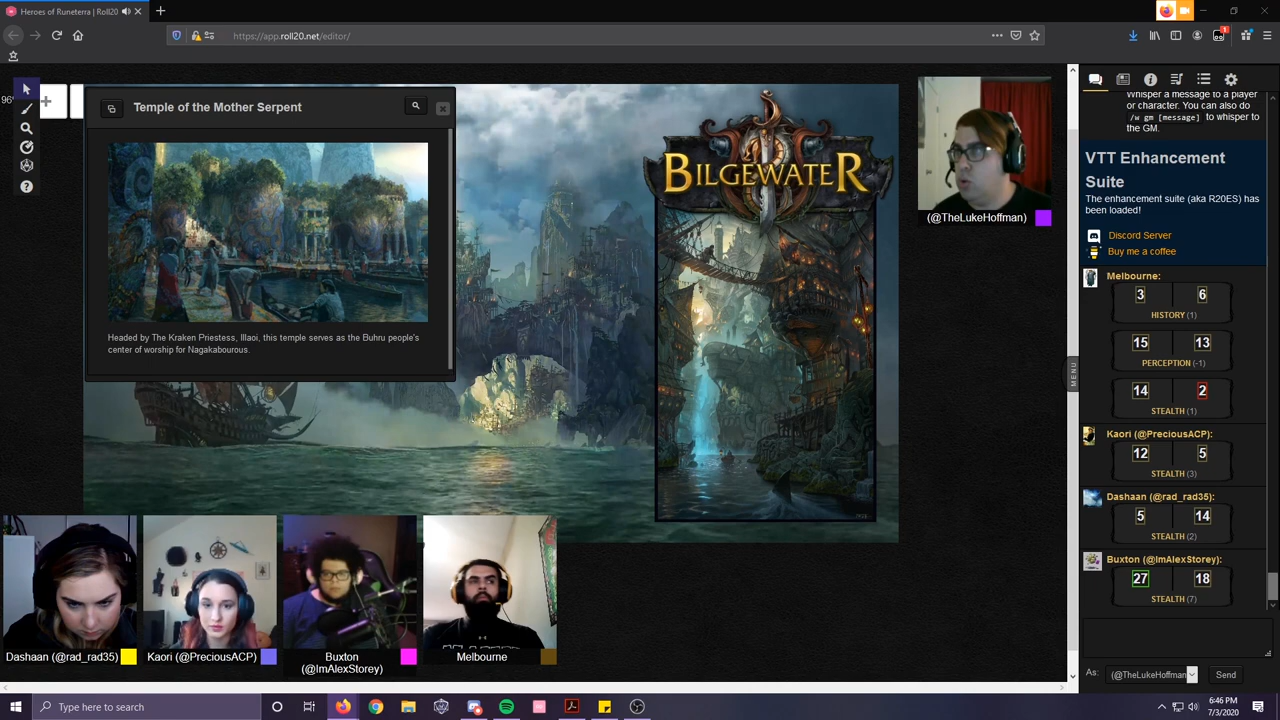 Heroes of Runeterra | Roll20
https://app.roll20.net/editor/
1
Temple of the Mother Serpent
Headed by The Kraken Priestess, Illaoi, this temple serves as the Buhru people's
center of worship for Nagakabourous.
BILGEWATER
(@TheLukeHoffman)
Dashaan (@rad_rad35)
Kaori (@PreciousACP)
Buxton
(@ImAlexStorey)
Melbourne
MENU
Whisper a message to a player
or character. You can also do
/w gm [message] to whisper to
the GM.
VTT Enhancement
Suite
The enhancement suite (aka R20ES) has
been loaded!
Discord Server
Buy me a coffee
Melbourne:
3 6
HISTORY (1)
15 13
PERCEPTION (-1)
14 2
STEALTH (1)
Kaori (@PreciousACP):
12 5
STEALTH (3)
Dashaan (@rad_rad35):
5 14
STEALTH (2)
Buxton (@ImAlexStorey):
27 18
STEALTH (7)
As: (@TheLukeHoffman Send
Type here to search
6:46 PM
7/3/2020